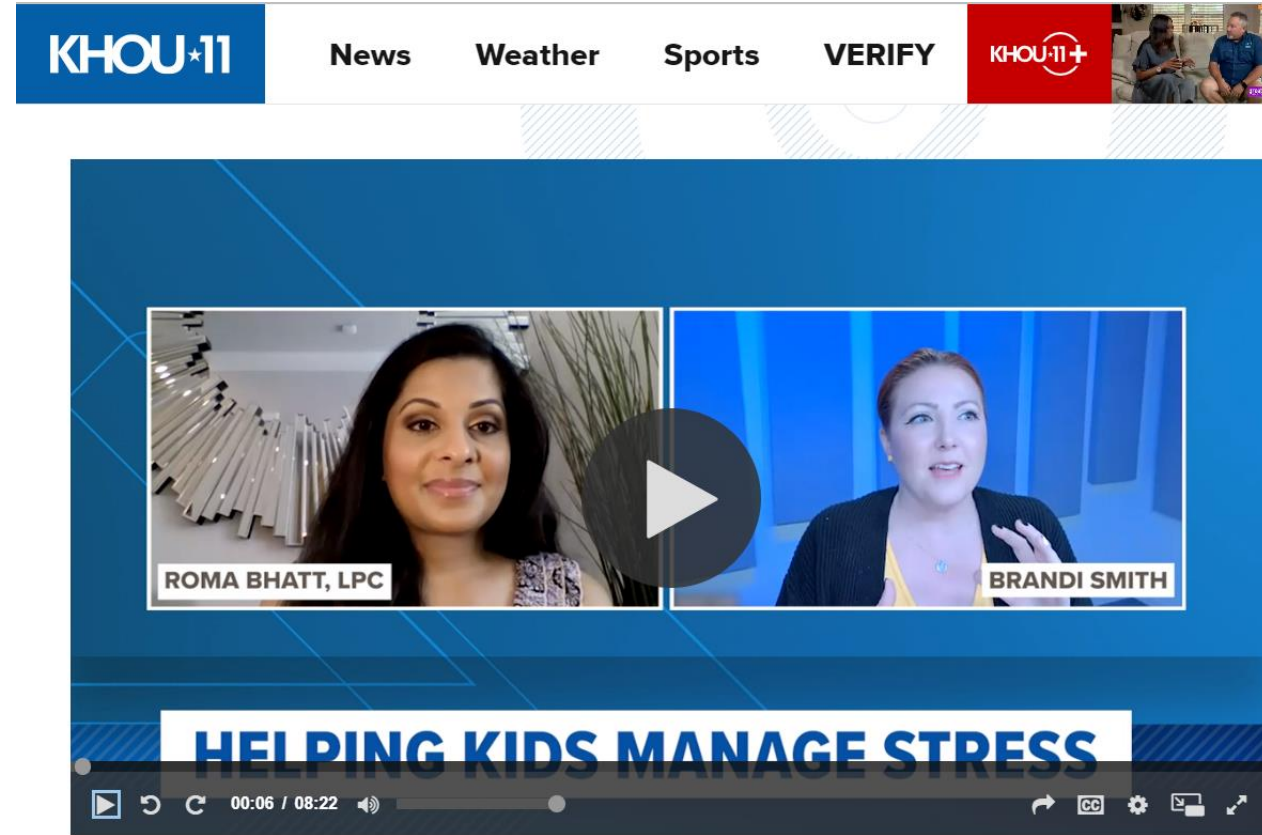 KHOU★11 News Weather Sports VERIFY KHOU·11+
ROMA BHATT, LPC
BRANDI SMITH
HELPING KIDS MANAGE STRESS
00:06 / 08:22 CC